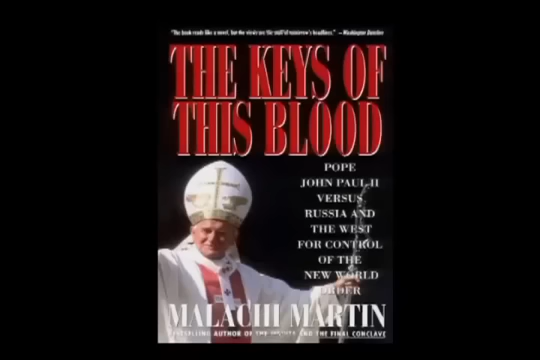 "The book reads like a novel, but the views are the stuff of tomorrow's headlines." —Washington Dossier
THE KEYS OF
THIS BLOOD
POPE
JOHN PAUL II
VERSUS
RUSSIA AND
THE WEST
FOR CONTROL
OF THE
NEW WORLD
ORDER
MALACHI MARTIN
BESTSELLING AUTHOR OF THE JESUITS AND THE FINAL CONCLAVE